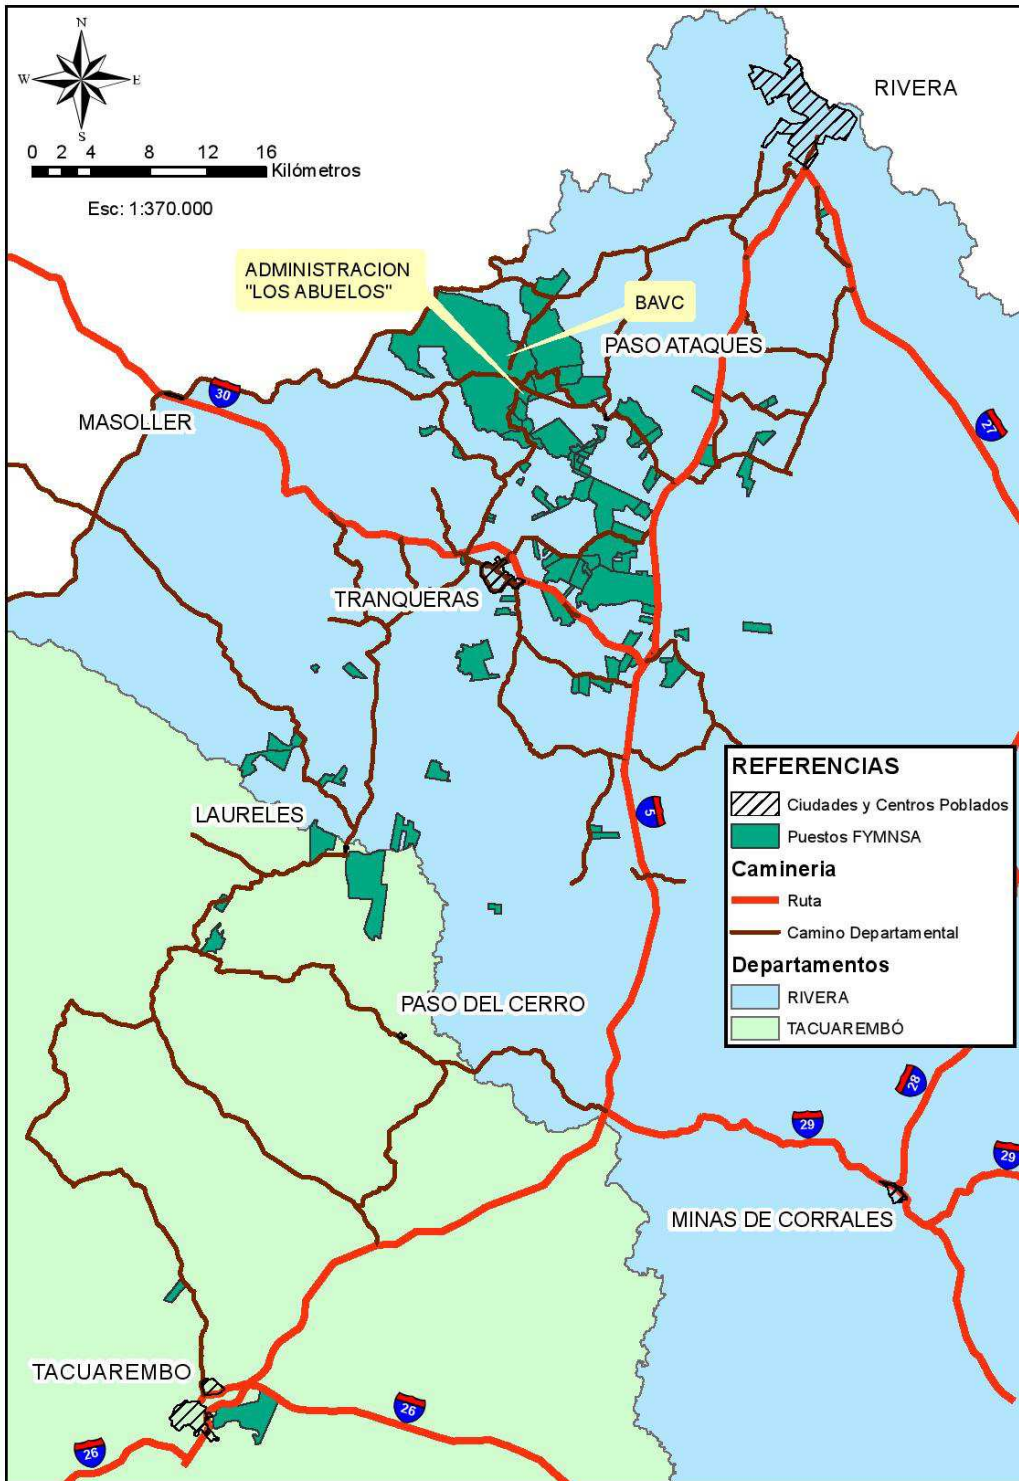 N
W E
S
RIVERA
0 2 4 8 12 16
Kilómetros
Esc: 1:370.000
ADMINISTRACION
"LOS ABUELOS"
BAVC
PASO ATAQUES
30
MASOLLER
27
TRANQUERAS
REFERENCIAS
Ciudades y Centros Poblados
Puestos FYMNSA
Camineria
Ruta
Camino Departamental
Departamentos
RIVERA
TACUAREMBÓ
5
LAURELES
PASO DEL CERRO
28
29
29
MINAS DE CORRALES
TACUAREMBO
26
26